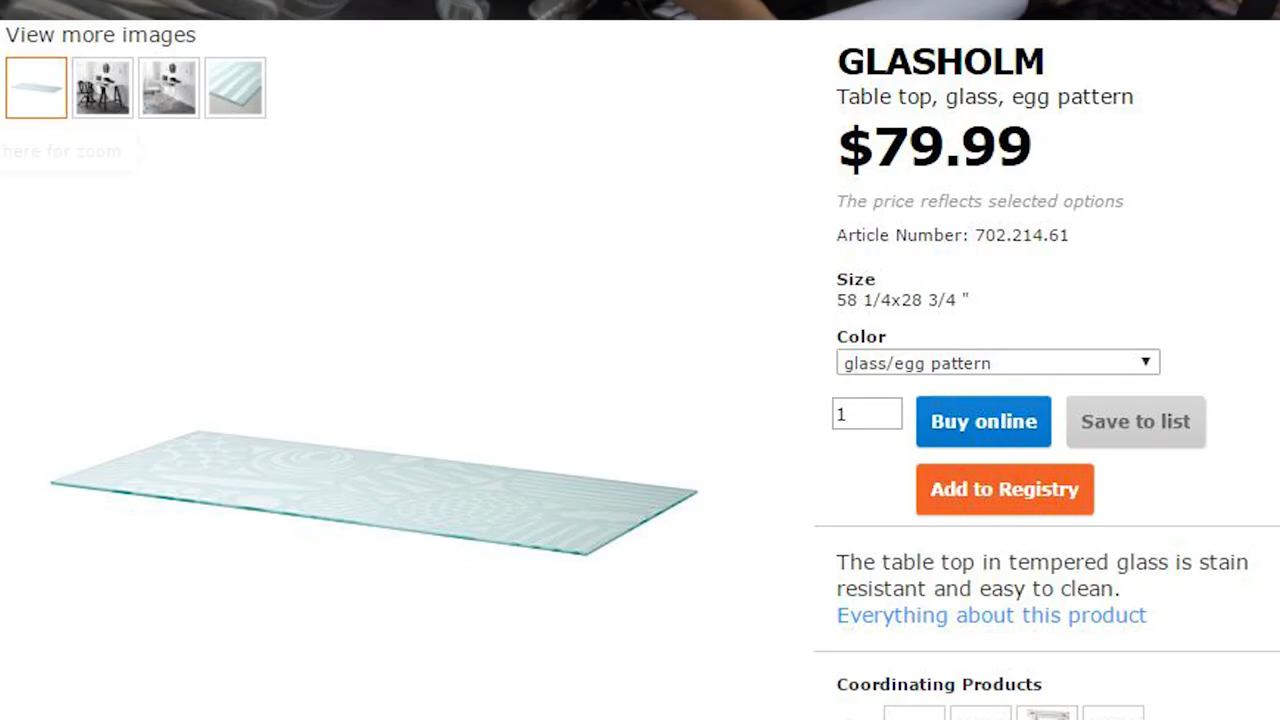 View more images
here for zoom
GLASHOLM
Table top, glass, egg pattern
$79.99
The price reflects selected options
Article Number: 702.214.61
Size
58 1/4x28 3/4 "
Color
glass/egg pattern
1
Buy online
Save to list
Add to Registry
The table top in tempered glass is stain
resistant and easy to clean.
Everything about this product
Coordinating Products